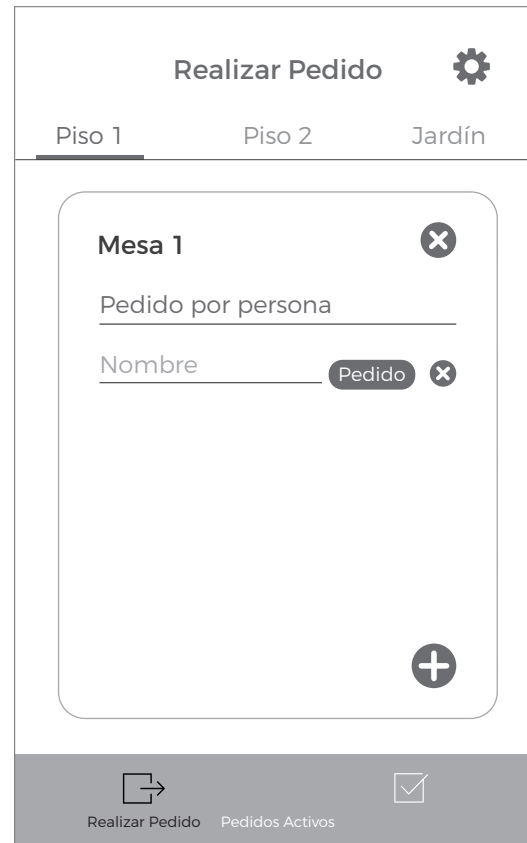 Realizar Pedido
Piso 1 Piso 2 Jardín
Mesa 1
Pedido por persona
Nombre Pedido
Realizar Pedido Pedidos Activos